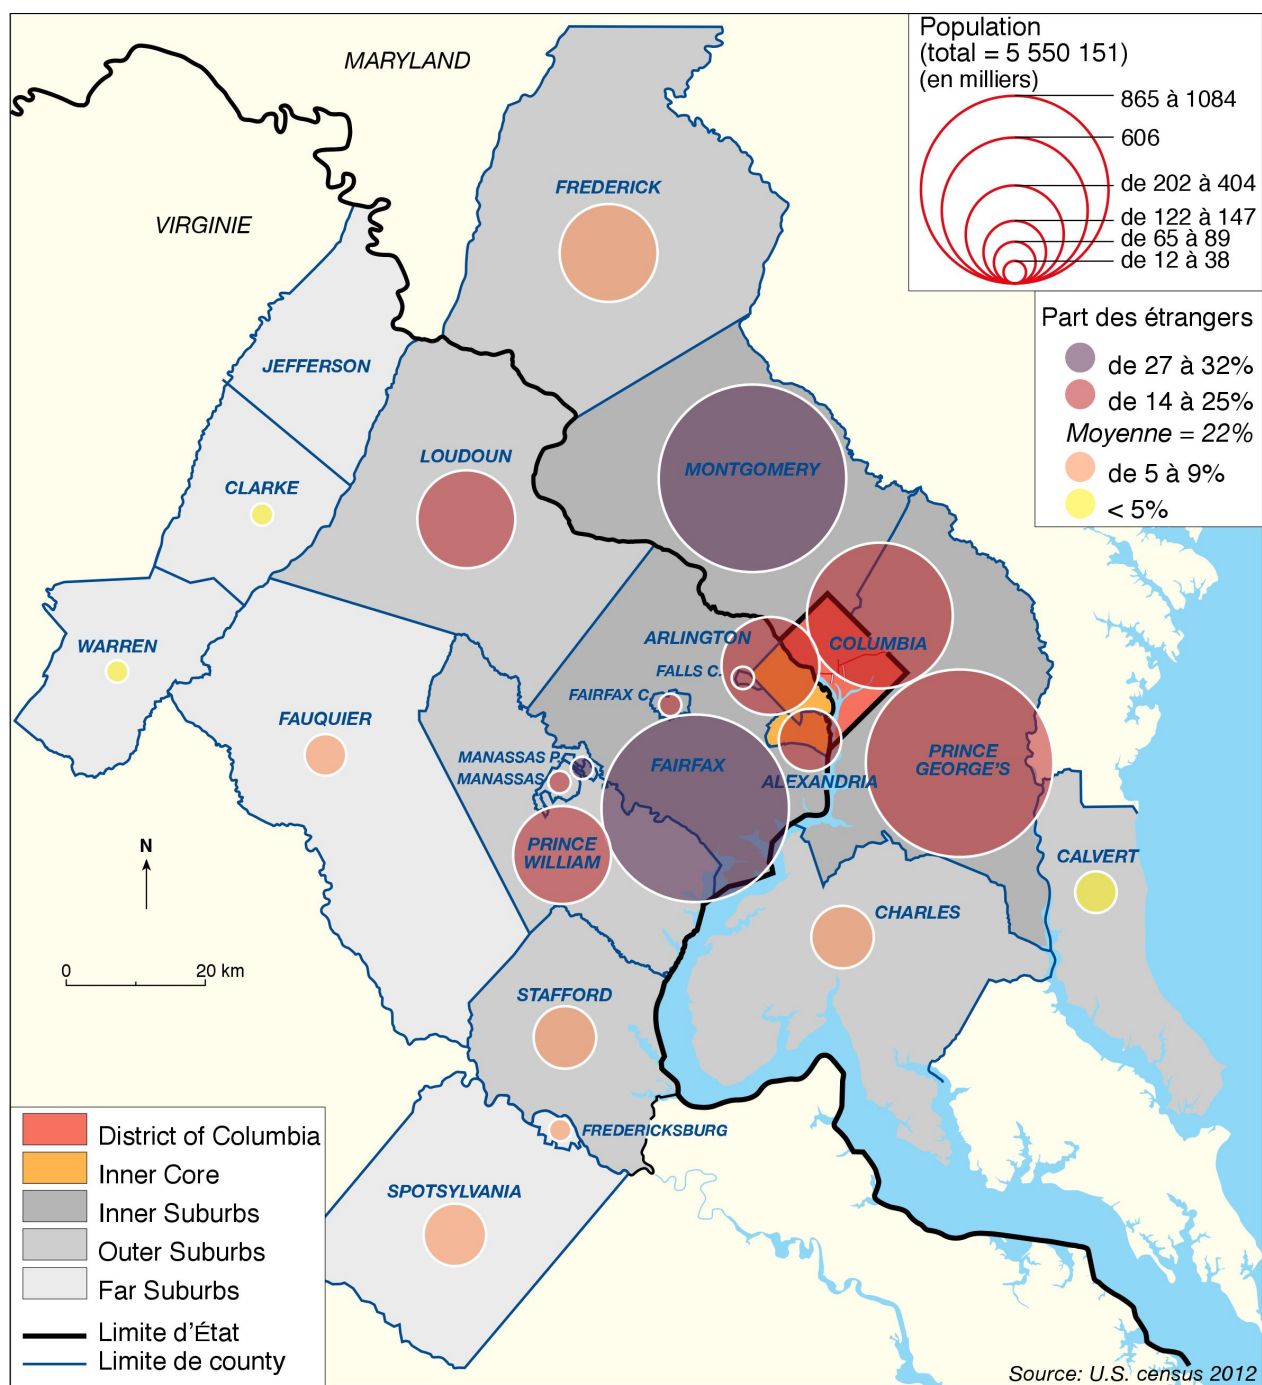 MARYLAND
VIRGINIE
Population
(total = 5 550 151)
(en milliers)
865 à 1084
606
de 202 à 404
de 122 à 147
de 65 à 89
de 12 à 38
Part des étrangers
de 27 à 32%
de 14 à 25%
Moyenne = 22%
de 5 à 9%
< 5%
FREDERICK
JEFFERSON
LOUDOUN
MONTGOMERY
CLARKE
WARREN
ARLINGTON
COLUMBIA
FALLS C.
FAIRFAX C.
FAUQUIER
MANASSAS P.
MANASSAS
FAIRFAX
ALEXANDRIA
PRINCE
GEORGE'S
PRINCE
WILLIAM
CALVERT
CHARLES
N
0 20 km
STAFFORD
FREDERICKSBURG
SPOTSYLVANIA
District of Columbia
Inner Core
Inner Suburbs
Outer Suburbs
Far Suburbs
Limite d'État
Limite de county
Source: U.S. census 2012